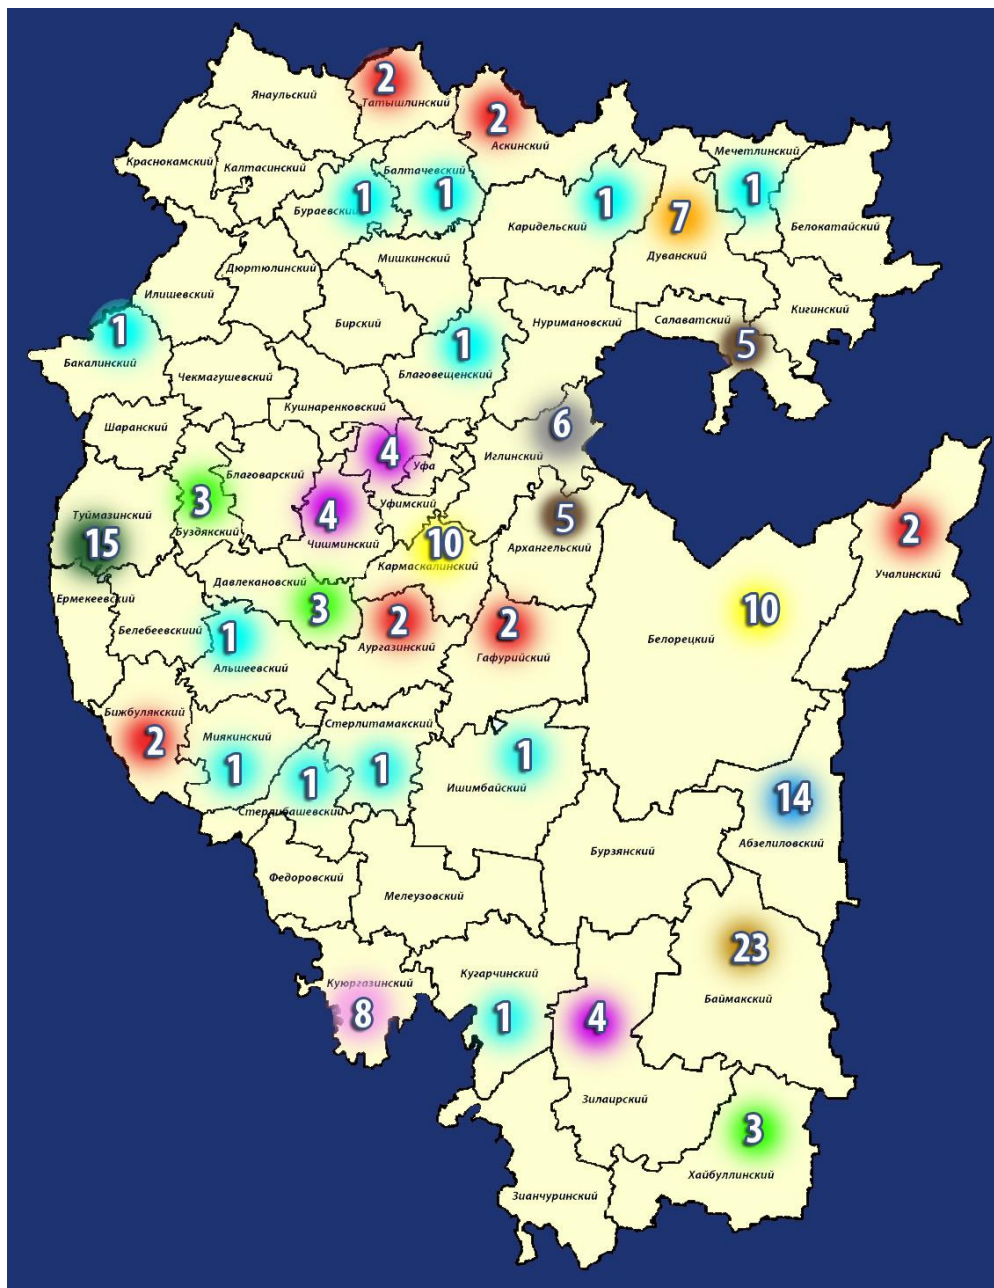 2
Янаульский
Татышлинский
2
Аскинский
Краснокамский
Калтасинский
Балтачевский
1
1
Бураевский
1
Каридельский
Мечетлинский
1
7
Дуванский
Белокатайский
Мишкинский
Дюртюлинский
Илишевский
Бирский
Нуримановский
Салаватский
Кигинский
1
Бакалинский
1
Благовещенский
5
Чекмагушевский
Кушнаренковский
Шаранский
6
Иглинский
4
Уфа
Благоварский
3
Буздякский
Туймазинский
15
4
Чишминский
Уфимский
10
Кармаскалинский
5
Архангельский
2
Учалинский
Давлекановский
3
Ермекеевский
Белебеевский
1
Альшеевский
2
Аургазинский
2
Гафурийский
10
Белорецкий
Бижбулякский
2
Миякинский
1
Стерлитамакский
1
1
Стерлибашевский
1
Ишимбайский
14
Абзелиловский
Бурзянский
Федоровский
Мелеузовский
23
Баймакский
Куюргазинский
8
Кугарчинский
1
4
Зилаирский
3
Хайбуллинский
Зианчуринский